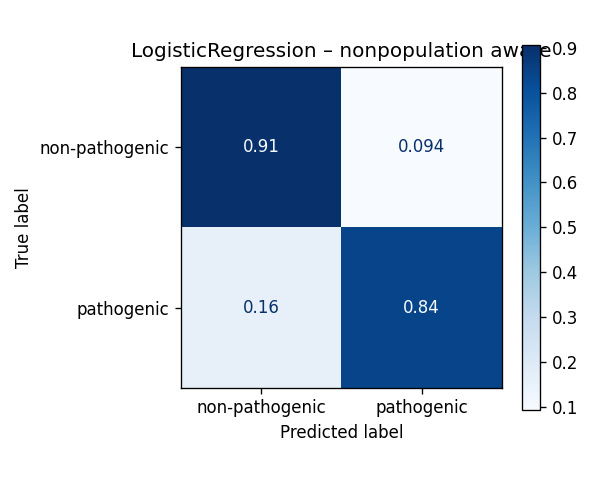 LogisticRegression – nonpopulation aware
True label
non-pathogenic
pathogenic
0.91
0.094
0.16
0.84
non-pathogenic
pathogenic
Predicted label
0.9
0.8
0.7
0.6
0.5
0.4
0.3
0.2
0.1